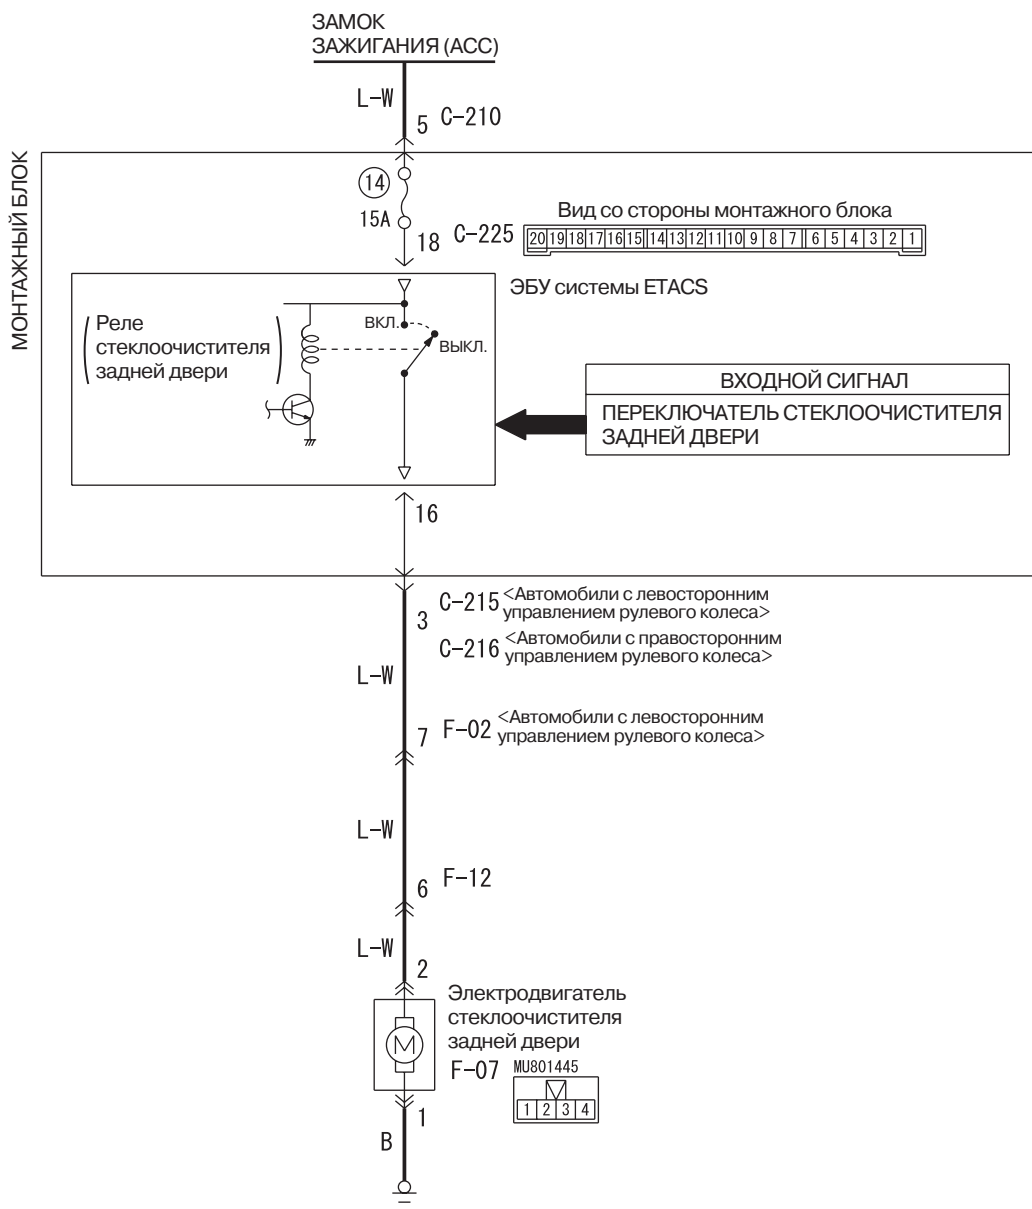 ЗАМОК
ЗАЖИГАНИЯ (ACC)
L-W
5 C-210
МОНТАЖНЫЙ БЛОК
14
15A
18 C-225
Вид со стороны монтажного блока
20 19 18 17 16 15 14 13 12 11 10 9 8 7 6 5 4 3 2 1
ЭБУ системы ETACS
Реле
стеклоочистителя
задней двери
ВКЛ.
ВЫКЛ.
ВХОДНОЙ СИГНАЛ
ПЕРЕКЛЮЧАТЕЛЬ СТЕКЛООЧИСТИТЕЛЯ
ЗАДНЕЙ ДВЕРИ
16
3 C-215 <Автомобили с левосторонним
управлением рулевого колеса>
C-216 <Автомобили с правосторонним
управлением рулевого колеса>
L-W
7 F-02 <Автомобили с левосторонним
управлением рулевого колеса>
L-W
6 F-12
L-W
2
Электродвигатель
стеклоочистителя
задней двери
M
F-07 MU801445
1 2 3 4
1
B